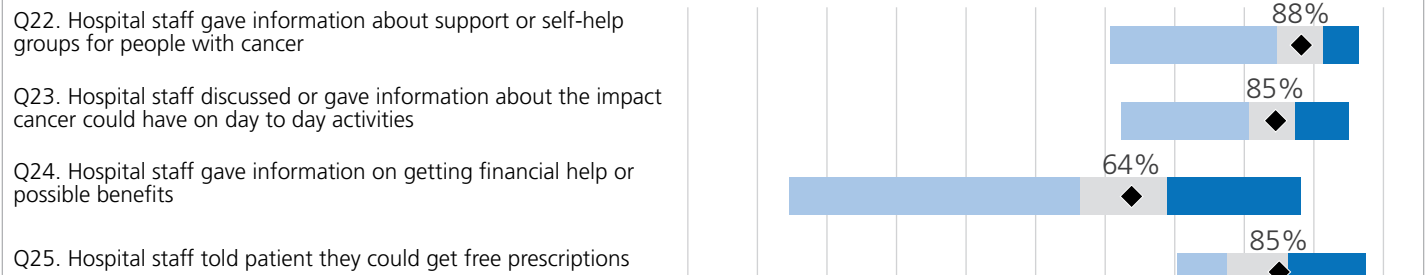 Q22. Hospital staff gave information about support or self-help
groups for people with cancer
88%
Q23. Hospital staff discussed or gave information about the impact
cancer could have on day to day activities
85%
Q24. Hospital staff gave information on getting financial help or
possible benefits
64%
Q25. Hospital staff told patient they could get free prescriptions
85%